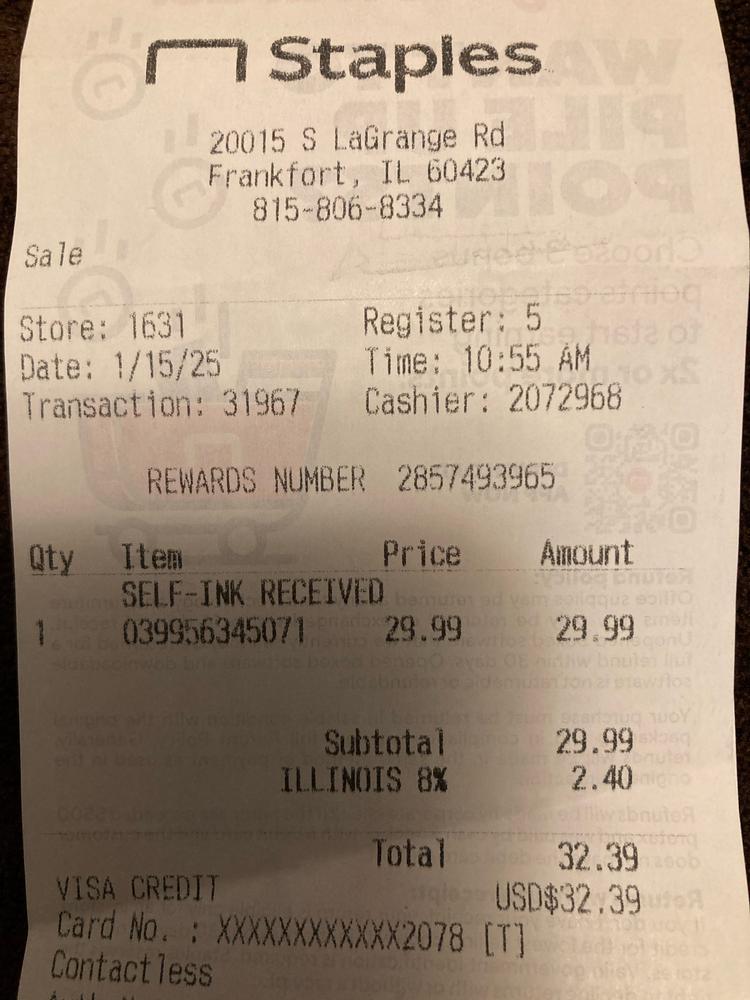 Staples
20015 S LaGrange Rd
Frankfort, IL 60423
815-806-8334
Sale
Store: 1631 Register: 5
Date: 1/15/25 Time: 10:55 AM
Transaction: 31967 Cashier: 2072968
REWARDS NUMBER 2857493965
Qty Item Price Amount
SELF-INK RECEIVED
1 039956345071 29.99 29.99
Subtotal 29.99
ILLINOIS 8% 2.40
Total 32.39
VISA CREDIT USD$32.39
Card No. : XXXXXXXXXXXX2078 [T]
Contactless